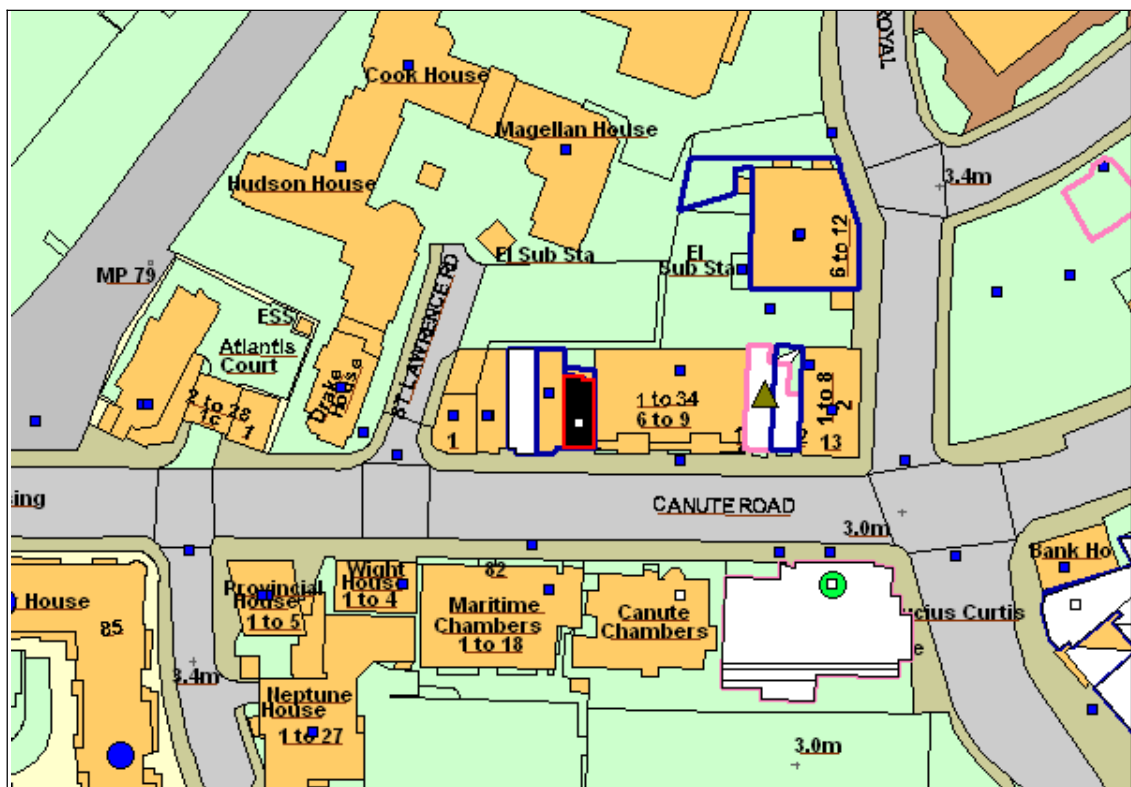 ROYAL
Cook House
Magellan House
Hudson House
3.4m
6 to 12
El Sub Sta
El
Sub Sta
MP 79
ST LAWRENCE RD
ESS
Atlantis
Court
Drake
House
2 to 28
1
1
1 to 34
6 to 9
1 to 8
2
13
CANUTE ROAD
sing
3.0m
Bank Ho
Wight
House
1 to 4
82
Provincial
House
1 to 5
House
85
Maritime
Chambers
1 to 18
Canute
Chambers
cius Curtis
3.4m
Neptune
House
1 to 27
3.0m